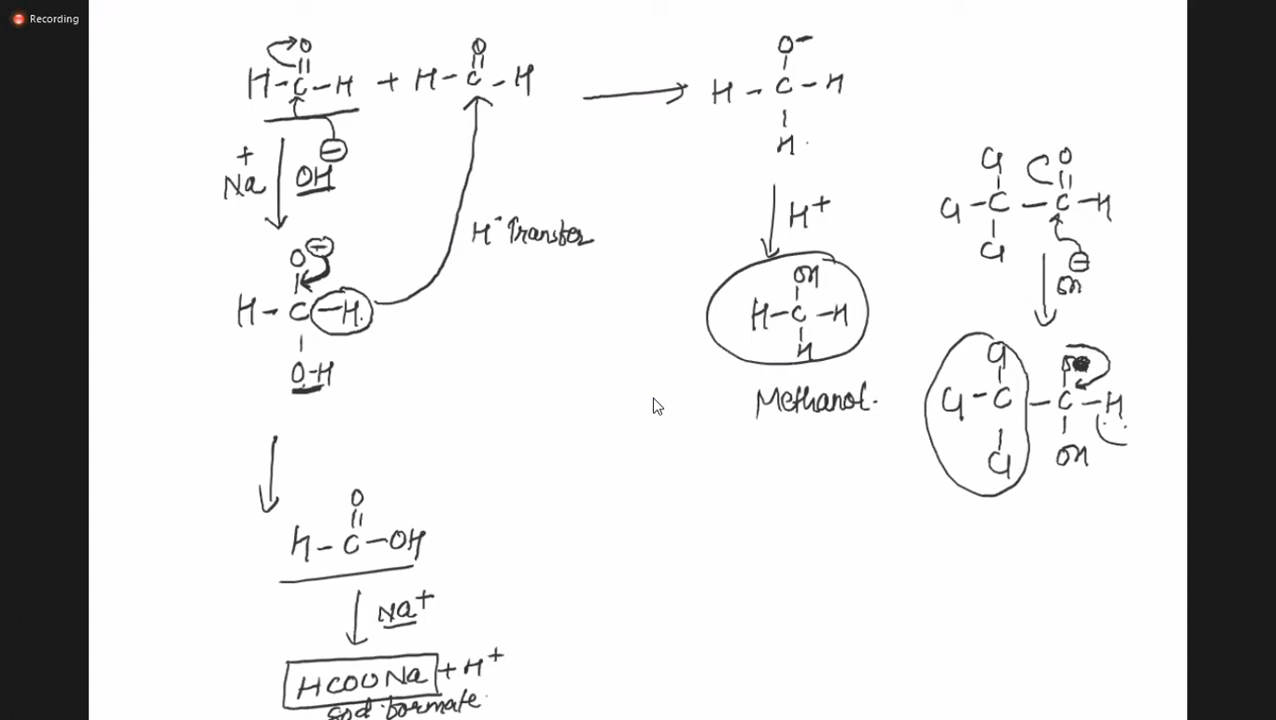 Recording
O
H-C-H + H-C-H
O
⊖
+
Na OH
O⊖
H-C-H
O-H
H⁻ Transfer
O
H-C-OH
Na+
HCOONa + H+
sod formate.
O-
H-C-H
H
H+
OH
H-C-H
H
Methanol.
Cl O
Cl-C-C-H
Cl
⊖
OH
Cl O
Cl-C-C-H
Cl OH